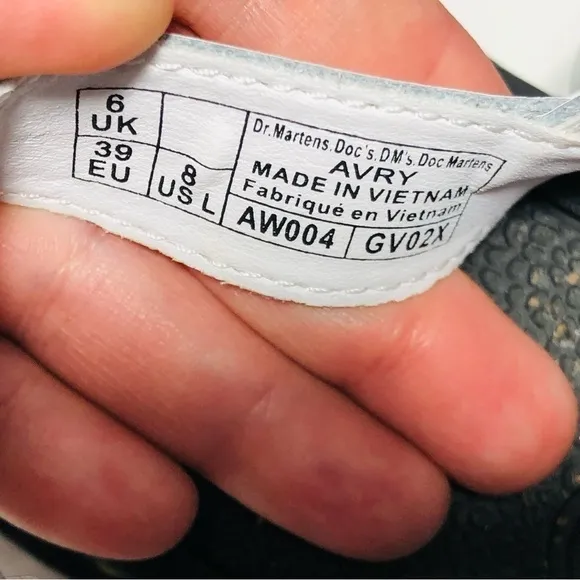 6
UK
39
EU
8
US L
Dr.Martens.Doc's.DM's.Doc Martens
AVRY
MADE IN VIETNAM
Fabriqué en Vietnam
AW004
GV02X